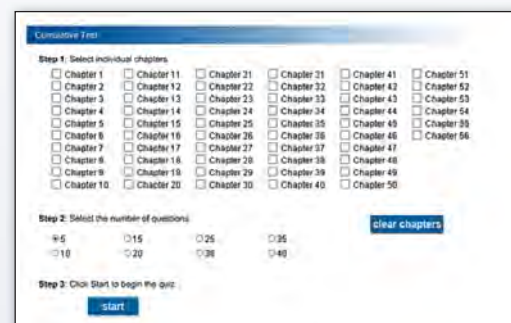 Cumulative Test
Step 1: Select individual chapters.
Chapter 1 Chapter 11 Chapter 21 Chapter 31 Chapter 41 Chapter 51
Chapter 2 Chapter 12 Chapter 22 Chapter 32 Chapter 42 Chapter 52
Chapter 3 Chapter 13 Chapter 23 Chapter 33 Chapter 43 Chapter 53
Chapter 4 Chapter 14 Chapter 24 Chapter 34 Chapter 44 Chapter 54
Chapter 5 Chapter 15 Chapter 25 Chapter 35 Chapter 45 Chapter 55
Chapter 6 Chapter 16 Chapter 26 Chapter 36 Chapter 46 Chapter 56
Chapter 7 Chapter 17 Chapter 27 Chapter 37 Chapter 47
Chapter 8 Chapter 18 Chapter 28 Chapter 38 Chapter 48
Chapter 9 Chapter 19 Chapter 29 Chapter 39 Chapter 49
Chapter 10 Chapter 20 Chapter 30 Chapter 40 Chapter 50
Step 2: Select the number of questions.
clear chapters
5 15 25 35
10 20 30 40
Step 3: Click Start to begin the quiz.
start